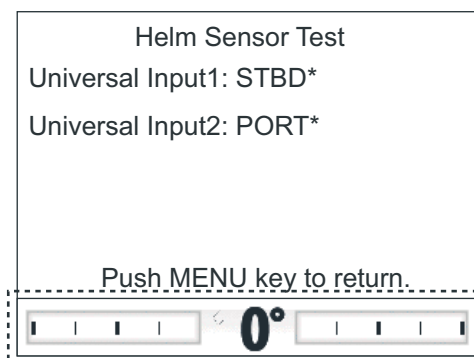 Helm Sensor Test
Universal Input1: STBD*
Universal Input2: PORT*
Push MENU key to return.
0°